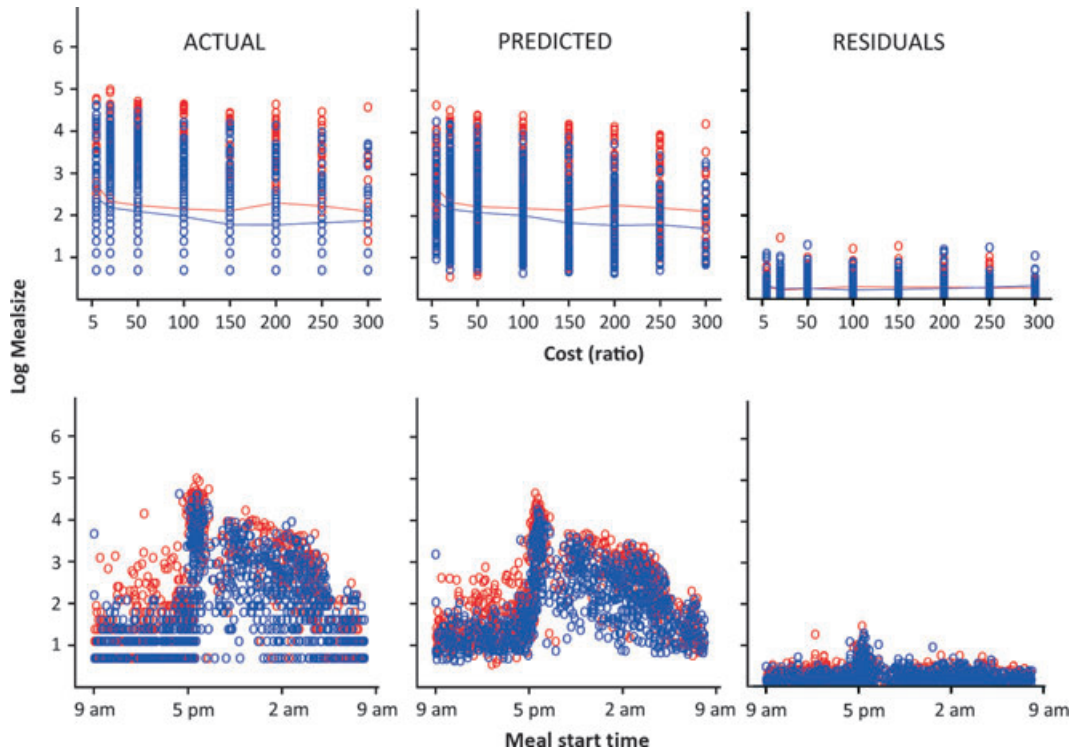 ACTUAL PREDICTED RESIDUALS
6
5
4
3
2
1
5 50 100 150 200 250 300 5 50 100 150 200 250 300 5 50 100 150 200 250 300
Cost (ratio)
Log Mealsize
6
5
4
3
2
1
9 am 5 pm 2 am 9 am 9 am 5 pm 2 am 9 am 9 am 5 pm 2 am 9 am
Meal start time